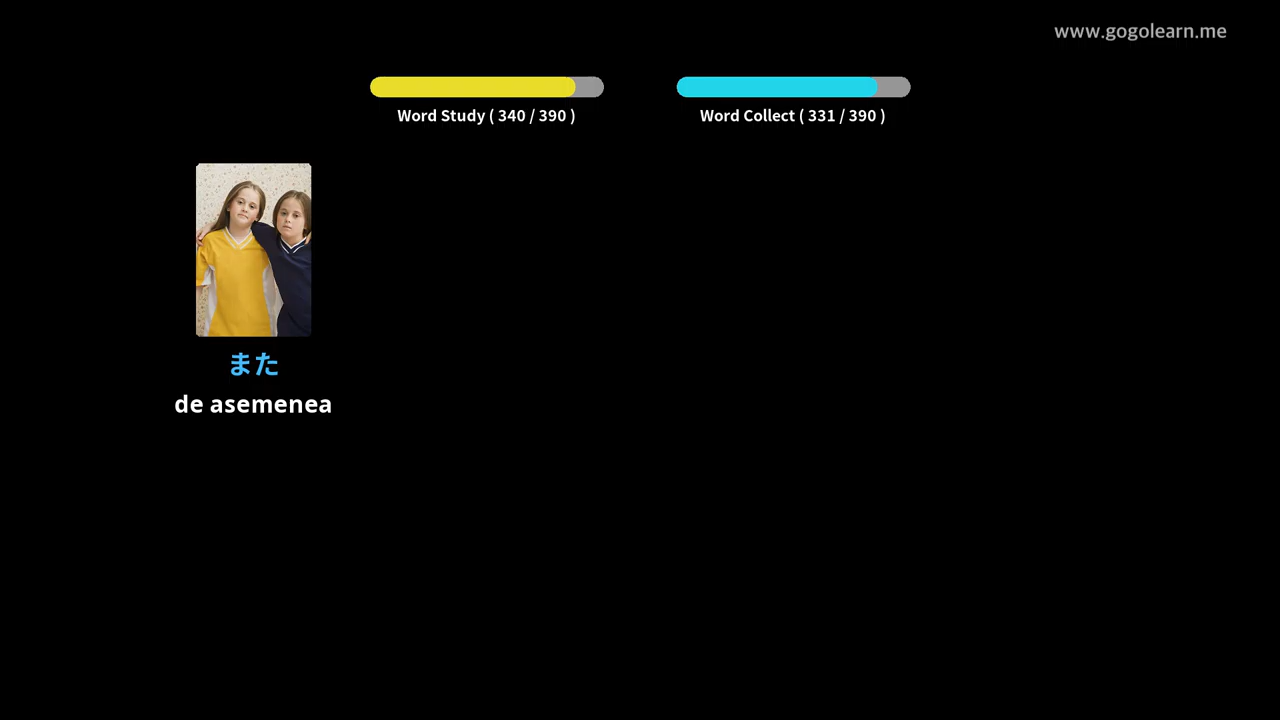 www.gogolearn.me
Word Study ( 340 / 390 )
Word Collect ( 331 / 390 )
また
de asemenea